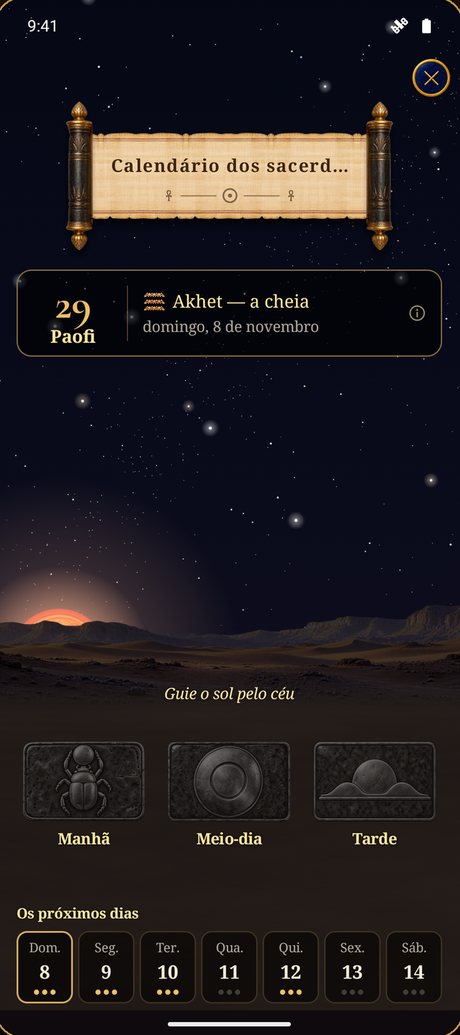 9:41
Calendário dos sacerd...
29
Paofi
Akhet — a cheia
domingo, 8 de novembro
Guie o sol pelo céu
Manhã
Meio-dia
Tarde
Os próximos dias
Dom.
8
Seg.
9
Ter.
10
Qua.
11
Qui.
12
Sex.
13
Sáb.
14